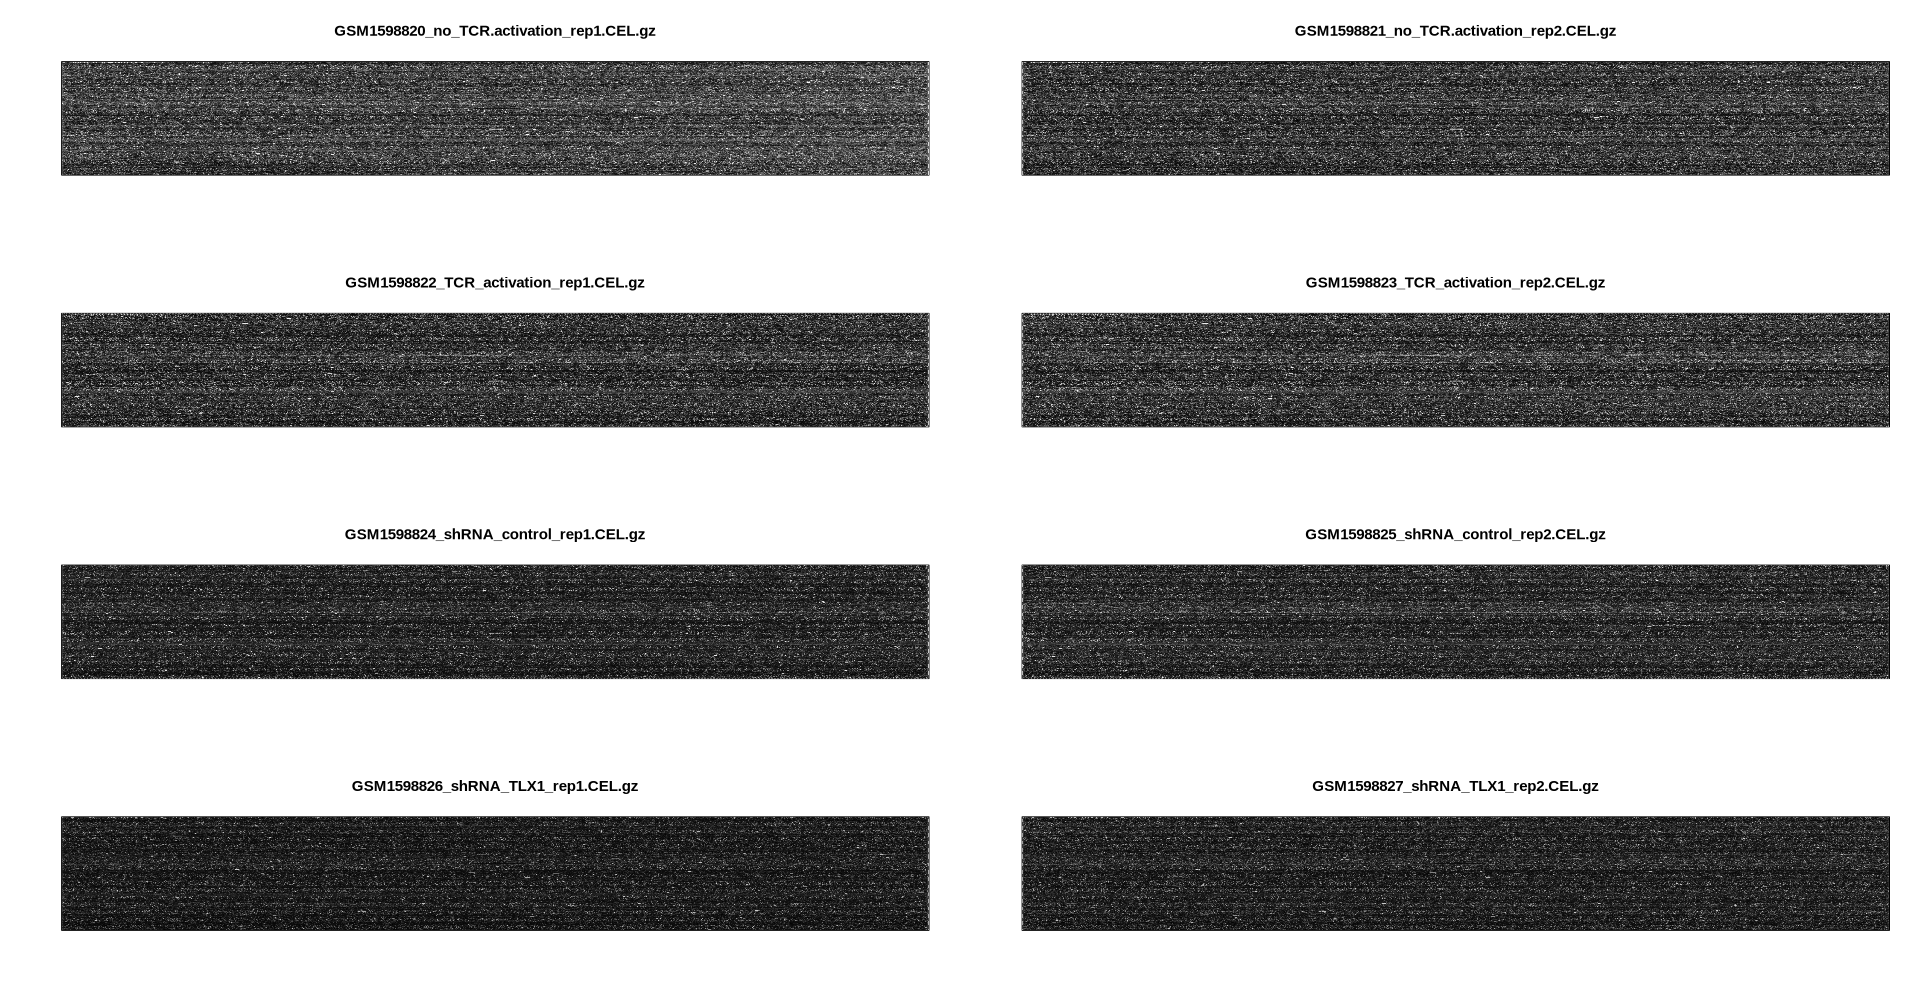 GSM1598820_no_TCR.activation_rep1.CEL.gz
GSM1598821_no_TCR.activation_rep2.CEL.gz
GSM1598822_TCR_activation_rep1.CEL.gz
GSM1598823_TCR_activation_rep2.CEL.gz
GSM1598824_shRNA_control_rep1.CEL.gz
GSM1598825_shRNA_control_rep2.CEL.gz
GSM1598826_shRNA_TLX1_rep1.CEL.gz
GSM1598827_shRNA_TLX1_rep2.CEL.gz